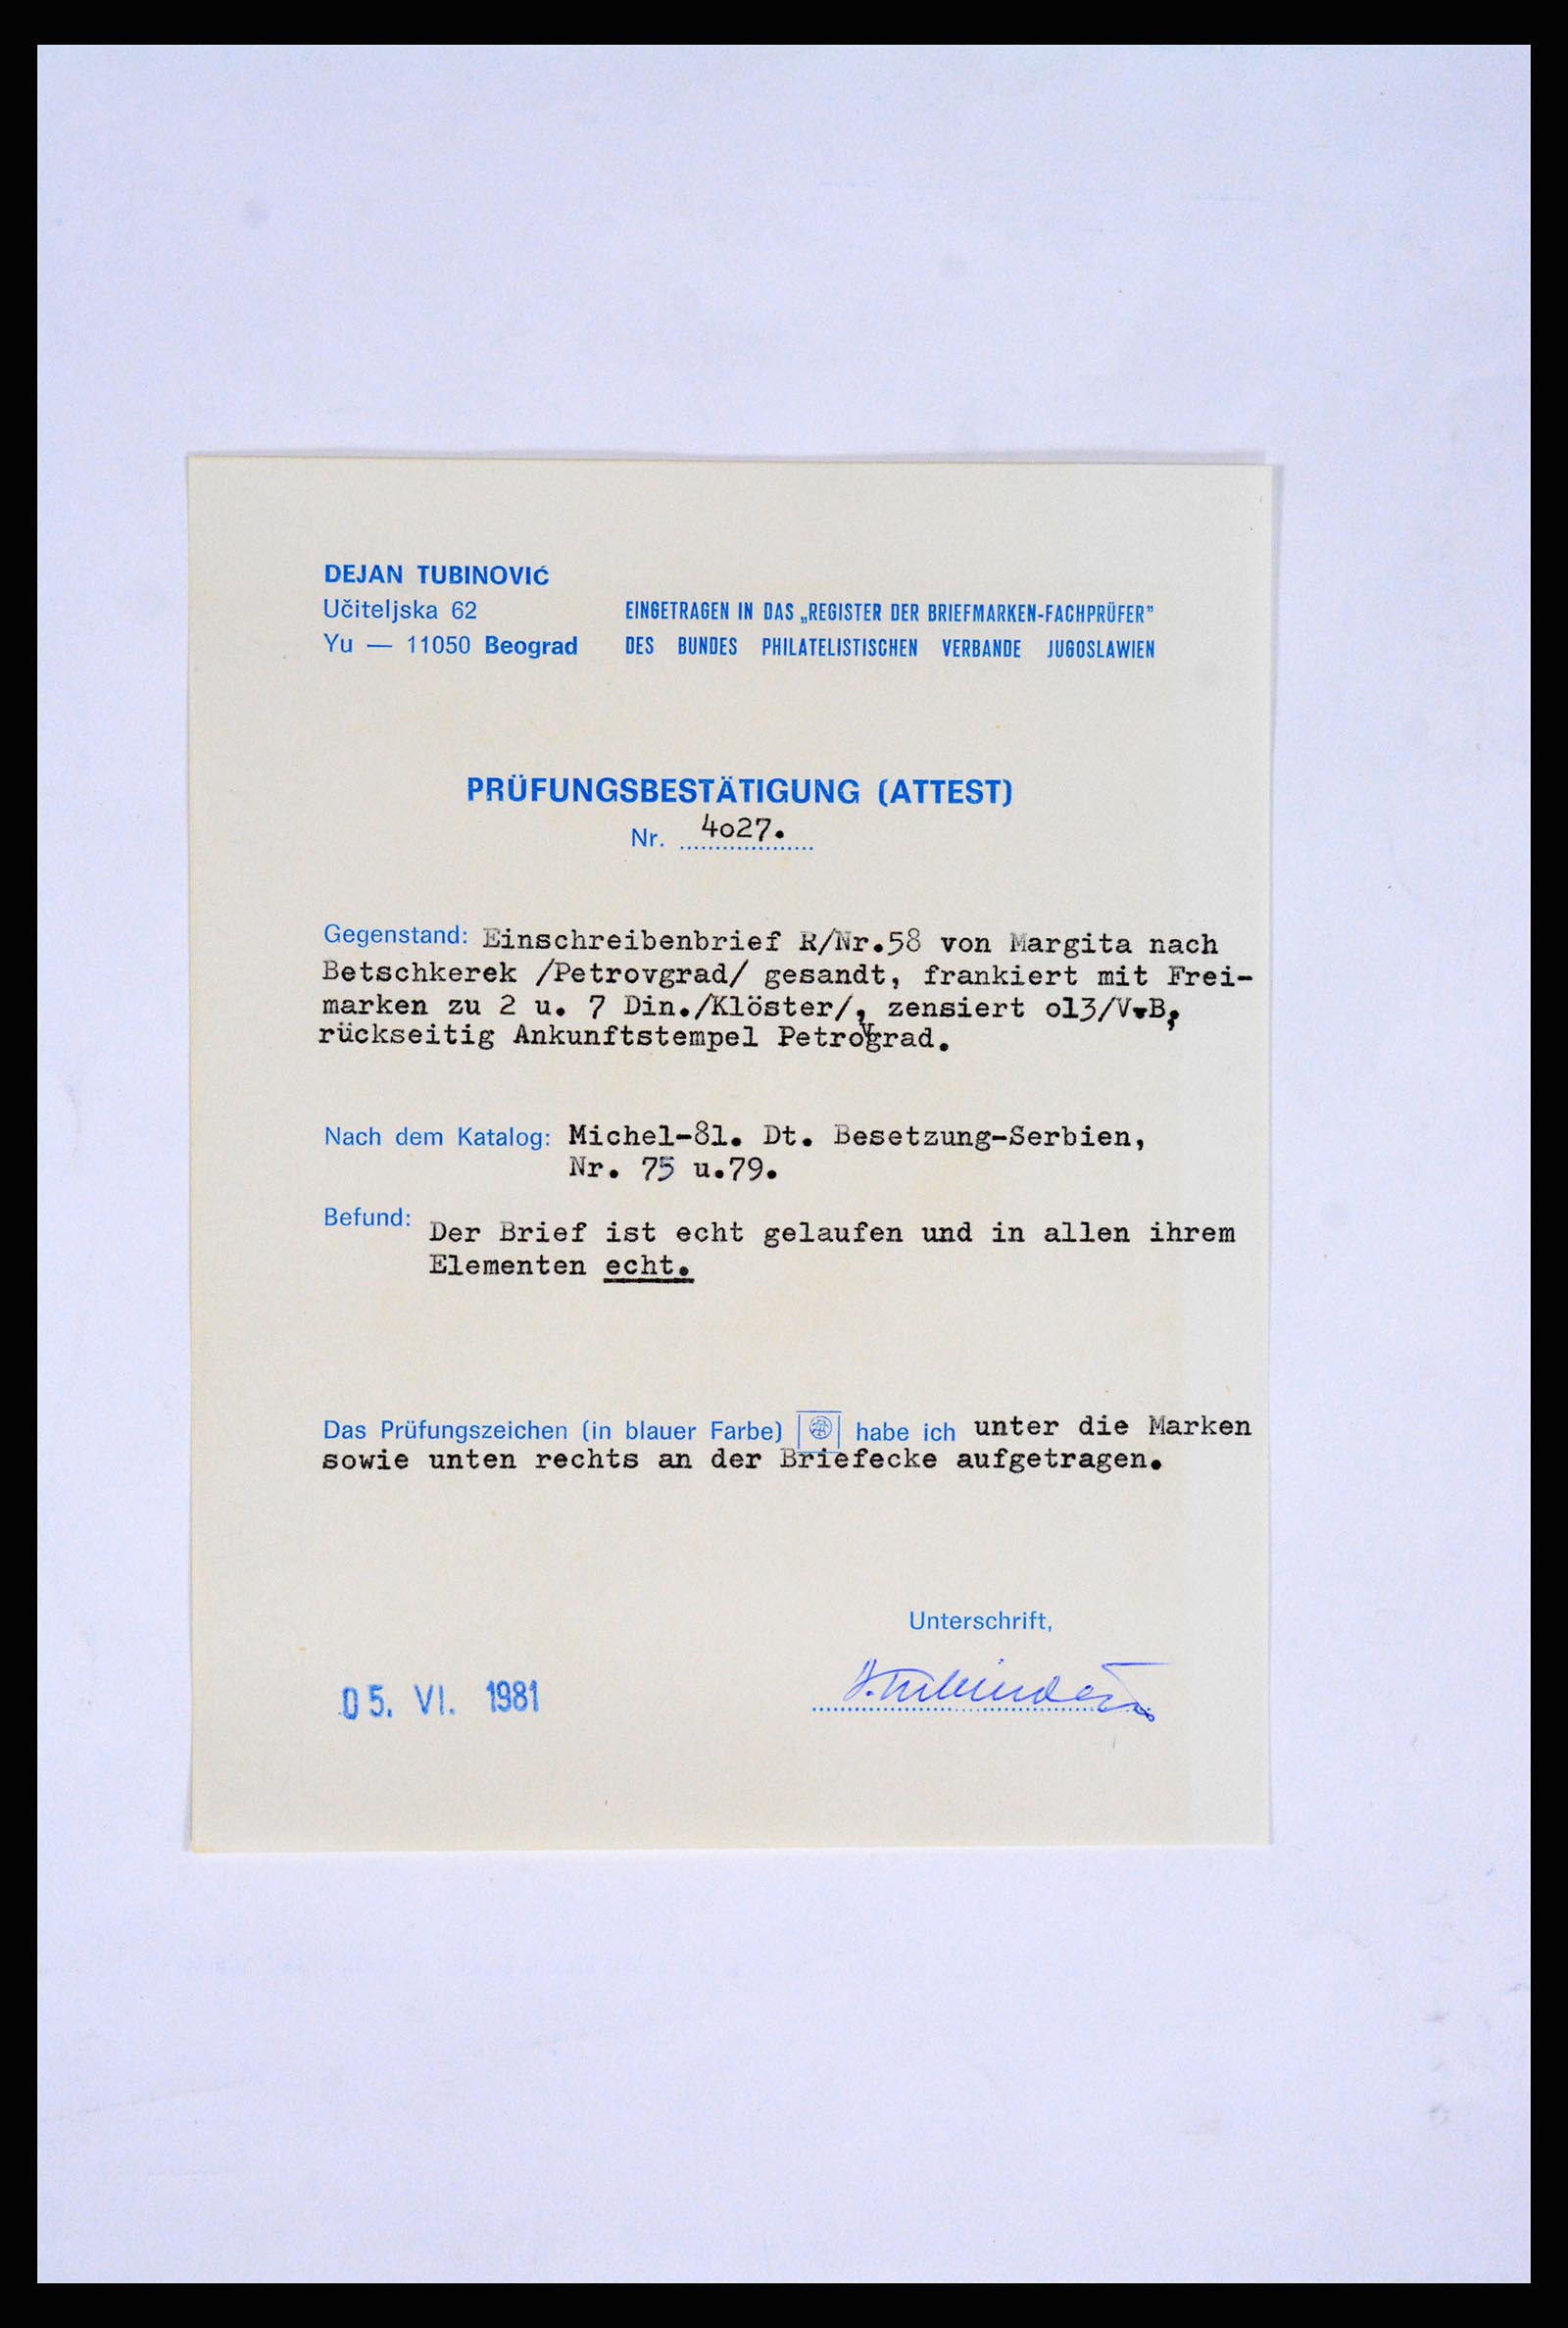 DEJAN TUBINOVIĆ
Učiteljska 62
Yu — 11050 Beograd
EINGETRAGEN IN DAS „REGISTER DER BRIEFMARKEN-FACHPRÜFER”
DES BUNDES PHILATELISTISCHEN VERBANDE JUGOSLAWIEN
PRÜFUNGSBESTÄTIGUNG (ATTEST)
Nr. 4o27.
Gegenstand: Einschreibenbrief R/Nr.58 von Margita nach
Betschkerek /Petrovgrad/ gesandt, frankiert mit Frei-
marken zu 2 u. 7 Din./Klöster/, zensiert o13/VvB,
rückseitig Ankunftstempel Petrovgrad.
Nach dem Katalog: Michel-81. Dt. Besetzung-Serbien,
Nr. 75 u.79.
Befund: Der Brief ist echt gelaufen und in allen ihrem
Elementen echt.
Das Prüfungszeichen (in blauer Farbe) habe ich unter die Marken
sowie unten rechts an der Briefecke aufgetragen.
Unterschrift,
05. VI. 1981